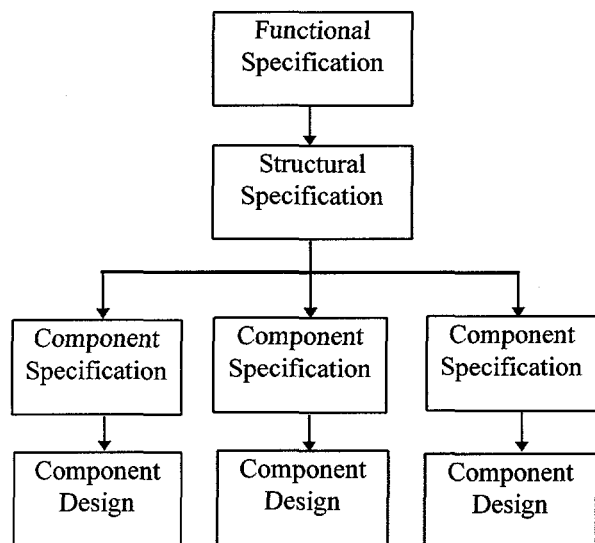 Functional
Specification
Structural
Specification
Component
Specification
Component
Specification
Component
Specification
Component
Design
Component
Design
Component
Design